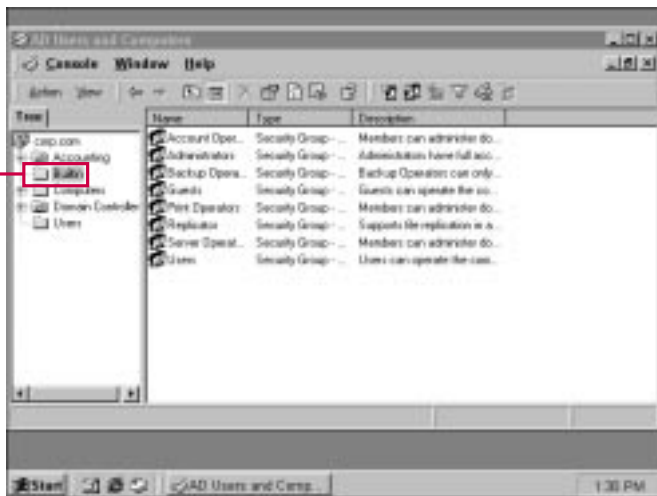 AD Users and Computers
Console Window Help
Action View
Tree
Name Type Description
corp.com
Accounting
Builtin
Computers
Domain Controller
Users
Account Oper... Security Group - ... Members can administer do...
Administrators Security Group - ... Administrators have full acc...
Backup Opera... Security Group - ... Backup Operators can only...
Guests Security Group - ... Guests can operate the co...
Print Operators Security Group - ... Members can administer do...
Replicator Security Group - ... Supports file replication in a...
Server Operat... Security Group - ... Members can administer do...
Users Security Group - ... Users can operate the com...
Start AD Users and Comp... 1:30 PM